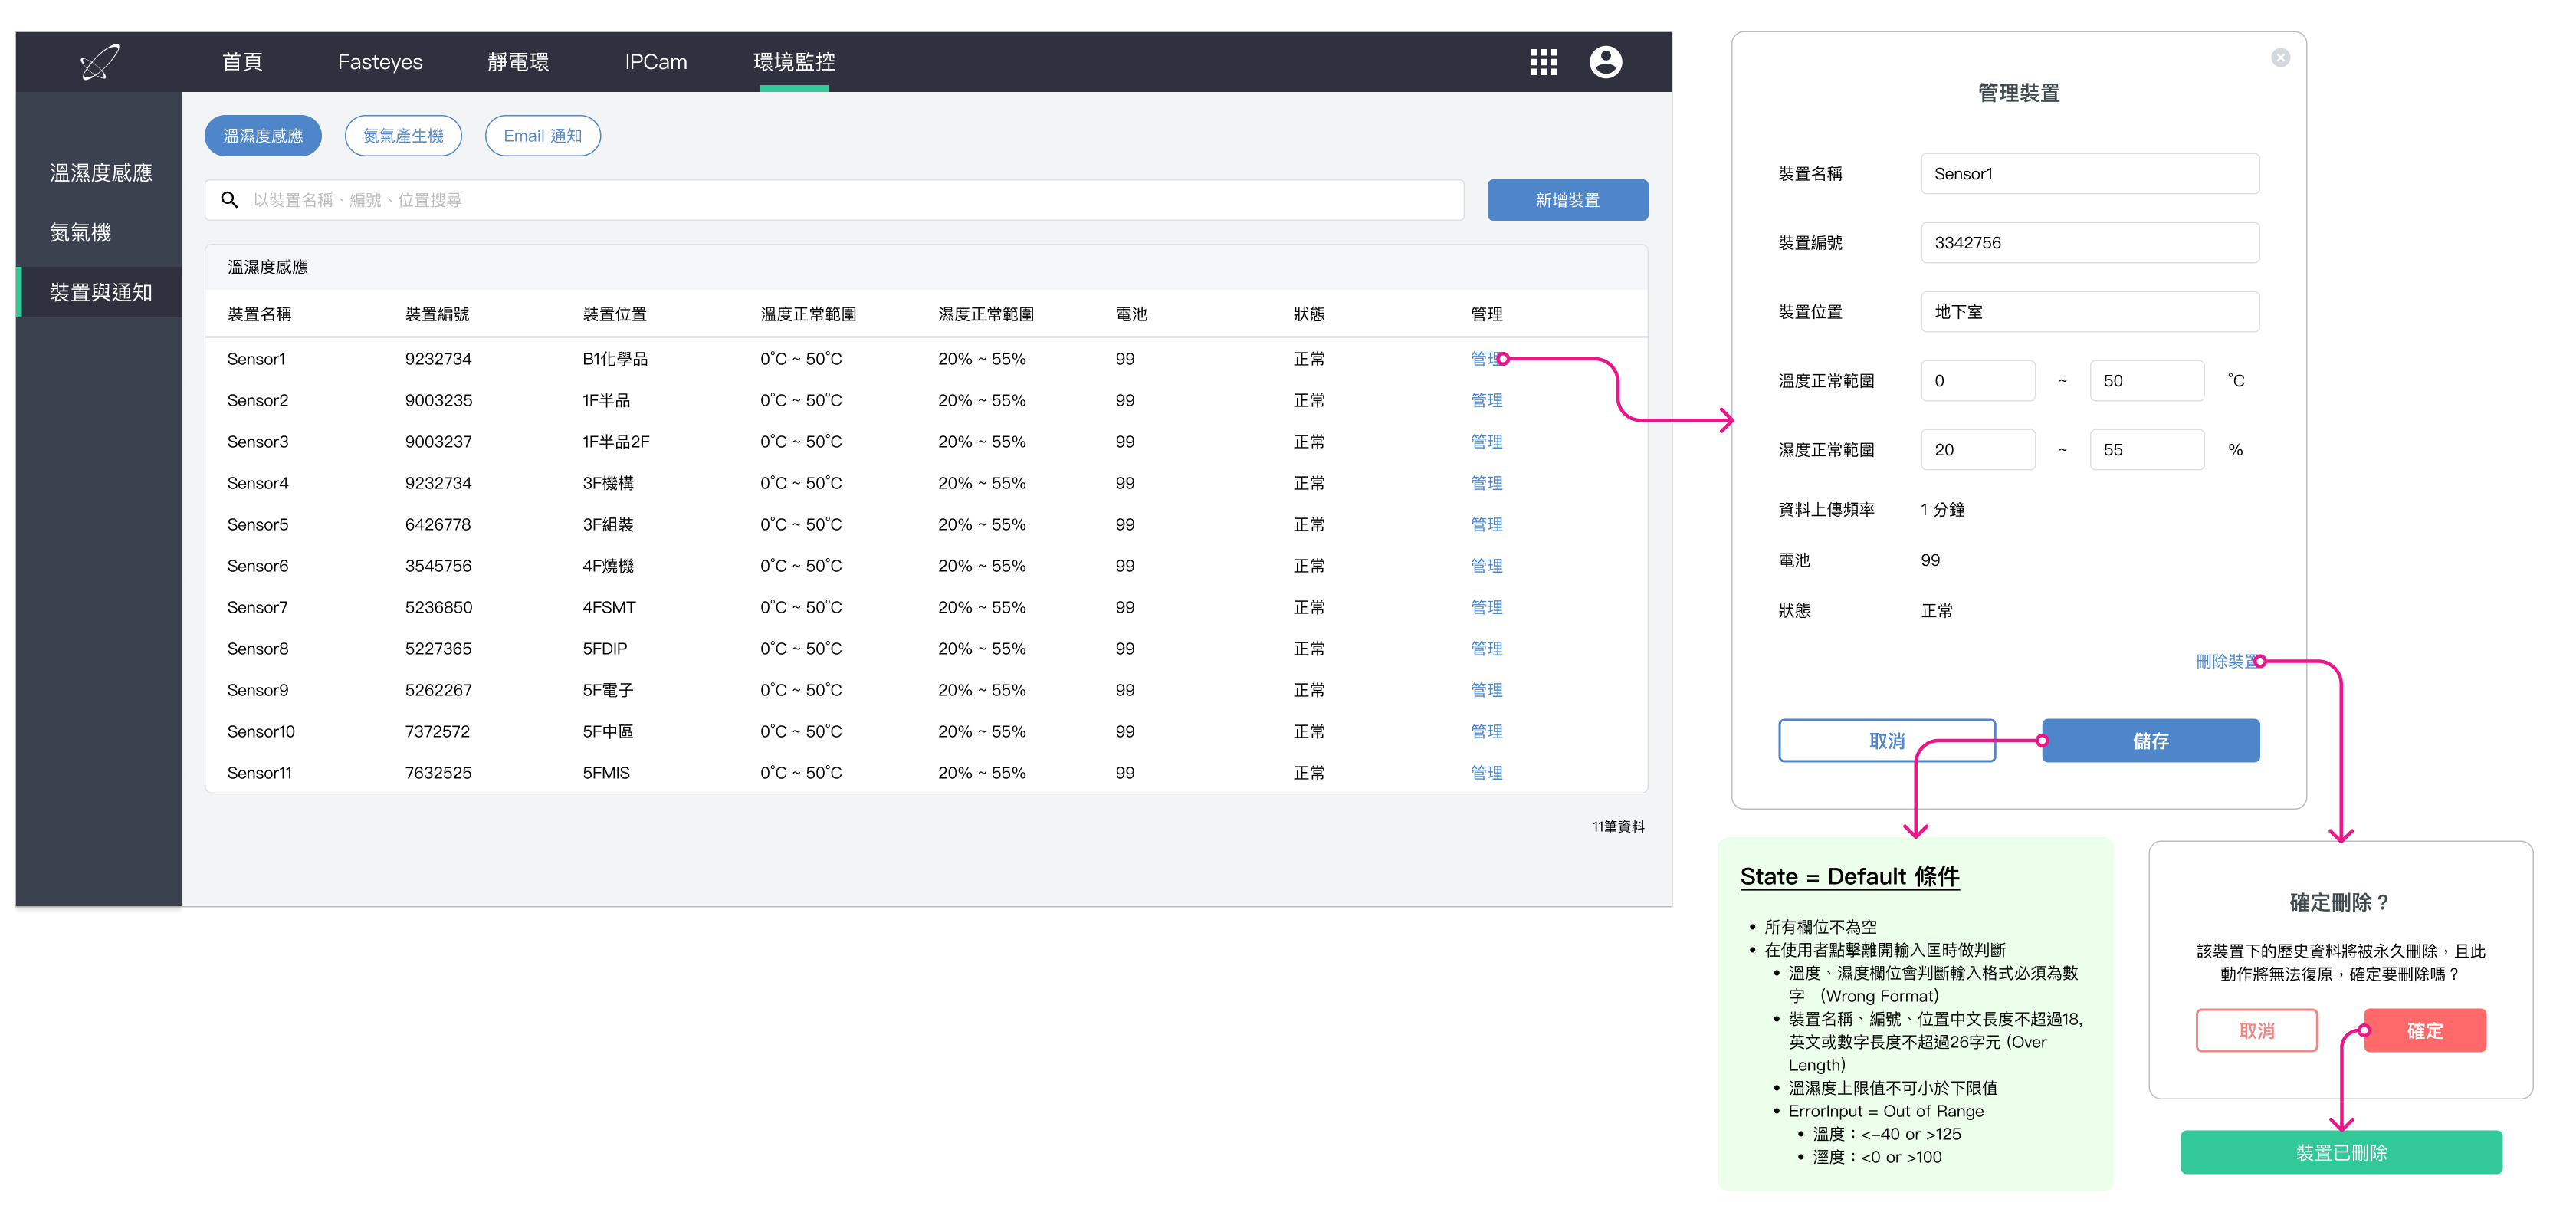 首頁 Fasteyes 靜電環 IPCam 環境監控
溫濕度感應
氮氣機
裝置與通知
溫濕度感應 氮氣產生機 Email 通知
以裝置名稱、編號、位置搜尋 新增裝置
溫濕度感應
裝置名稱 裝置編號 裝置位置 溫度正常範圍 濕度正常範圍 電池 狀態 管理
Sensor1 9232734 B1化學品 0°C ~ 50°C 20% ~ 55% 99 正常 管理
Sensor2 9003235 1F半品 0°C ~ 50°C 20% ~ 55% 99 正常 管理
Sensor3 9003237 1F半品2F 0°C ~ 50°C 20% ~ 55% 99 正常 管理
Sensor4 9232734 3F機構 0°C ~ 50°C 20% ~ 55% 99 正常 管理
Sensor5 6426778 3F組裝 0°C ~ 50°C 20% ~ 55% 99 正常 管理
Sensor6 3545756 4F燒機 0°C ~ 50°C 20% ~ 55% 99 正常 管理
Sensor7 5236850 4FSMT 0°C ~ 50°C 20% ~ 55% 99 正常 管理
Sensor8 5227365 5FDIP 0°C ~ 50°C 20% ~ 55% 99 正常 管理
Sensor9 5262267 5F電子 0°C ~ 50°C 20% ~ 55% 99 正常 管理
Sensor10 7372572 5F中區 0°C ~ 50°C 20% ~ 55% 99 正常 管理
Sensor11 7632525 5FMIS 0°C ~ 50°C 20% ~ 55% 99 正常 管理
11筆資料
管理裝置
裝置名稱 Sensor1
裝置編號 3342756
裝置位置 地下室
溫度正常範圍 0 ~ 50 °C
濕度正常範圍 20 ~ 55 %
資料上傳頻率 1 分鐘
電池 99
狀態 正常
刪除裝置
取消 儲存
State = Default 條件
• 所有欄位不為空
• 在使用者點擊離開輸入匡時做判斷
• 溫度、濕度欄位會判斷輸入格式必須為數
字 （Wrong Format）
• 裝置名稱、編號、位置中文長度不超過18,
英文或數字長度不超過26字元 (Over
Length)
• 溫濕度上限值不可小於下限值
• ErrorInput = Out of Range
• 溫度：<-40 or >125
• 溼度：<0 or >100
確定刪除？
該裝置下的歷史資料將被永久刪除，且此
動作將無法復原，確定要刪除嗎？
取消 確定
裝置已刪除